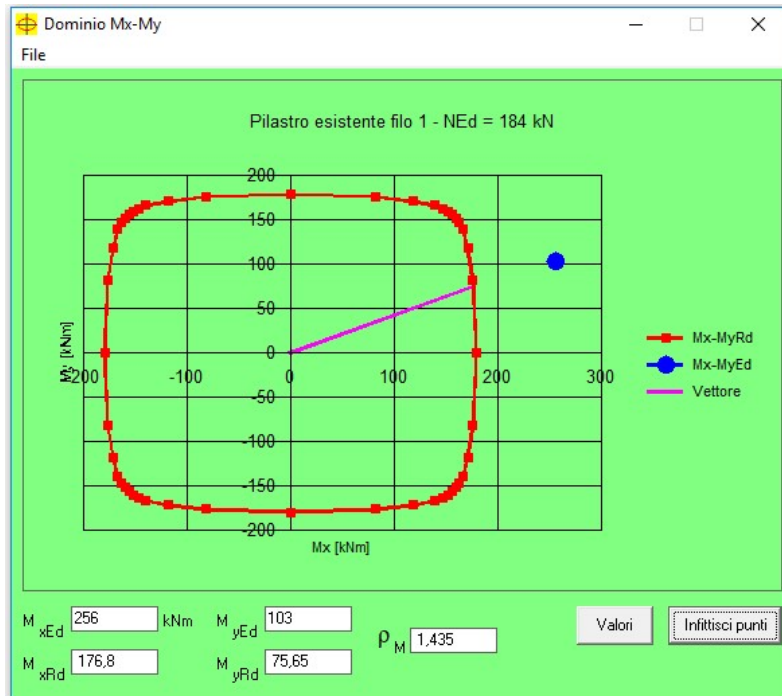 Dominio Mx-My
File
Pilastro esistente filo 1 - NEd = 184 kN
200
150
100
50
0
-50
-100
-150
-200
My [kNm]
-200 -100 0 100 200 300
Mx [kNm]
Mx-MyRd
Mx-MyEd
Vettore
M xEd 256 kNm M yEd 103
M xRd 176,8 M yRd 75,65
ρ M 1,435
Valori Infittisci punti